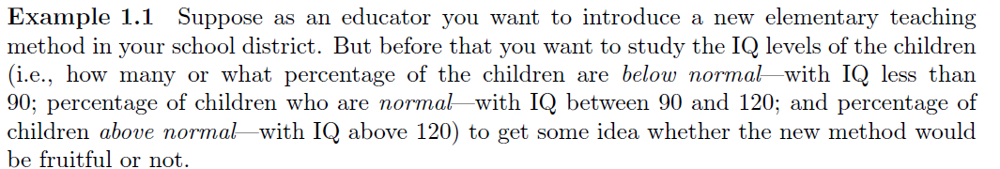 Example 1.1 Suppose as an educator you want to introduce a new elementary teaching
method in your school district. But before that you want to study the IQ levels of the children
(i.e., how many or what percentage of the children are below normal—with IQ less than
90; percentage of children who are normal—with IQ between 90 and 120; and percentage of
children above normal—with IQ above 120) to get some idea whether the new method would
be fruitful or not.